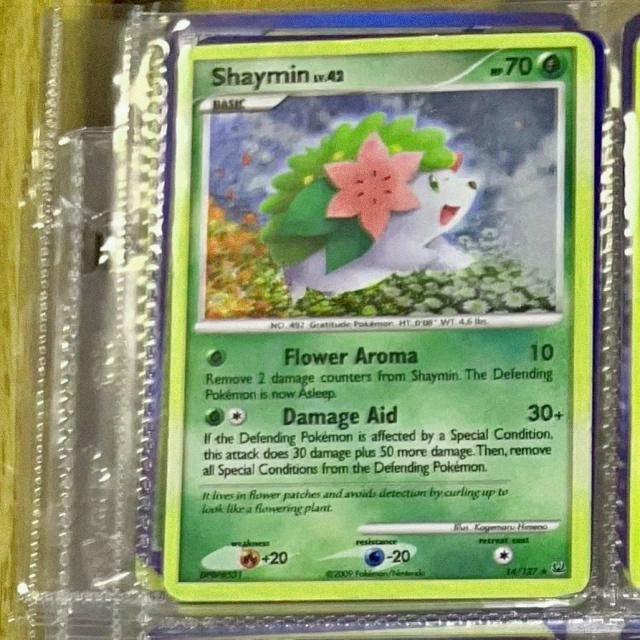 Shaymin LV.42 HP 70
BASIC
NO. 492 Gratitude Pokémon HT. 0'08" WT. 4.6 lbs.
Flower Aroma 10
Remove 2 damage counters from Shaymin. The Defending
Pokémon is now Asleep.
Damage Aid 30+
If the Defending Pokémon is affected by a Special Condition,
this attack does 30 damage plus 50 more damage. Then, remove
all Special Conditions from the Defending Pokémon.
It lives in flower patches and avoids detection by curling up to
look like a flowering plant.
Illus. Kagemaru Himeno
weakness resistance retreat cost
+20 -20
©2009 Pokémon/Nintendo 14/127